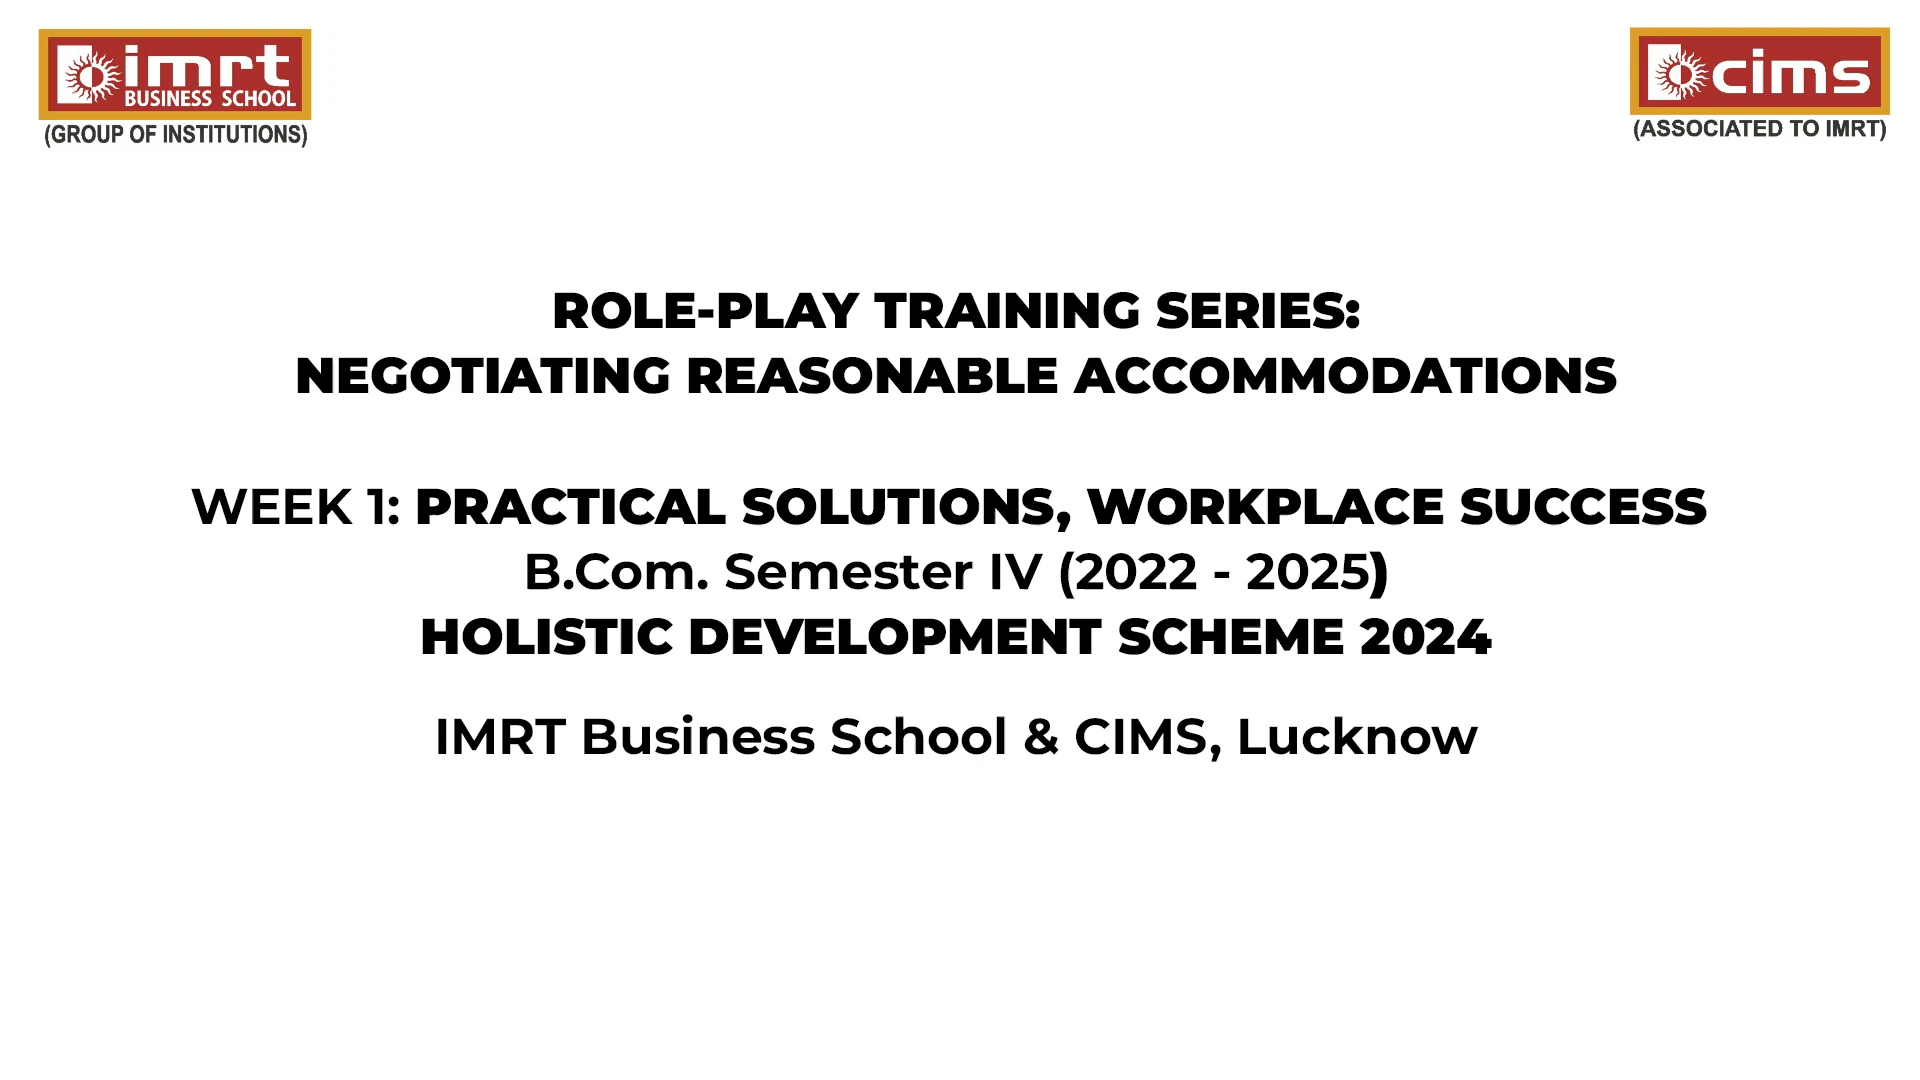 imrt
BUSINESS SCHOOL
(GROUP OF INSTITUTIONS)
cims
(ASSOCIATED TO IMRT)
ROLE-PLAY TRAINING SERIES:
NEGOTIATING REASONABLE ACCOMMODATIONS
WEEK 1: PRACTICAL SOLUTIONS, WORKPLACE SUCCESS
B.Com. Semester IV (2022 - 2025)
HOLISTIC DEVELOPMENT SCHEME 2024
IMRT Business School & CIMS, Lucknow